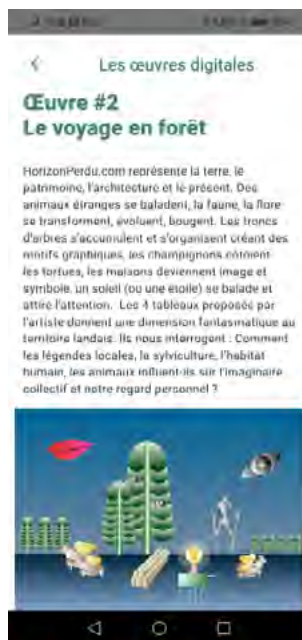 Les œuvres digitales
Œuvre #2
Le voyage en forêt
HorizonPerdu.com représente la terre, le
patrimoine, l'architecture et le présent. Des
animaux étranges se baladent, la faune, la flore
se transforment, évoluent, bougent. Les troncs
d'arbres s'accumulent et s'organisent créant des
motifs graphiques, les champignons côtoient
les tortues, les maisons deviennent image et
symbole, un soleil (ou une étoile) se balade et
attire l'attention. Les 4 tableaux proposés par
l'artiste donnent une dimension fantasmatique au
territoire landais. Ils nous interrogent : Comment
les légendes locales, la sylviculture, l'habitat
humain, les animaux influent-ils sur l'imaginaire
collectif et notre regard personnel ?